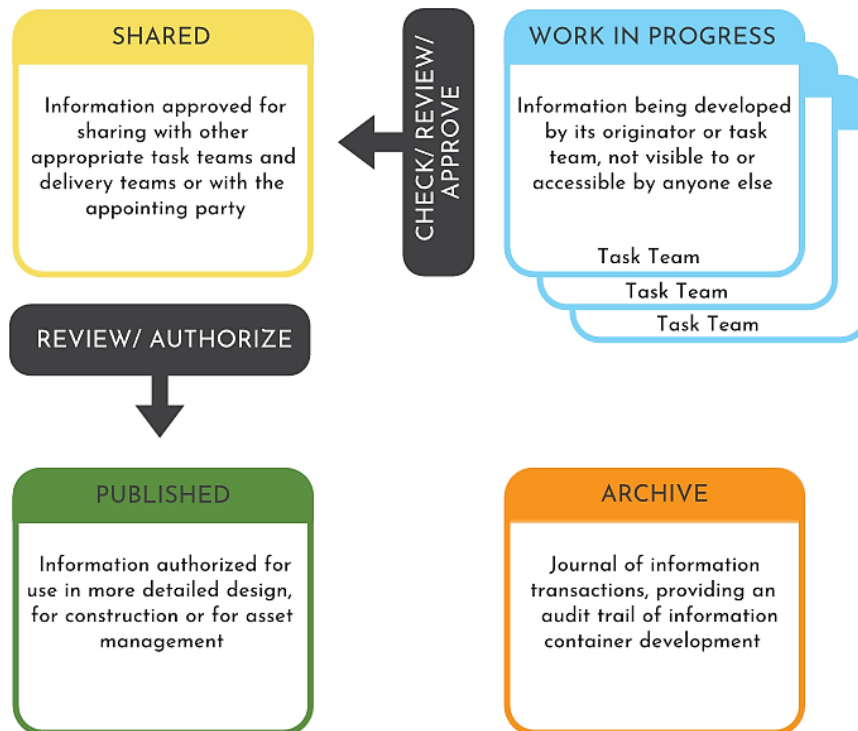 SHARED
Information approved for
sharing with other
appropriate task teams and
delivery teams or with the
appointing party
CHECK/ REVIEW/
APPROVE
WORK IN PROGRESS
Information being developed
by its originator or task
team, not visible to or
accessible by anyone else
Task Team
Task Team
Task Team
REVIEW/ AUTHORIZE
PUBLISHED
Information authorized for
use in more detailed design,
for construction or for asset
management
ARCHIVE
Journal of information
transactions, providing an
audit trail of information
container development